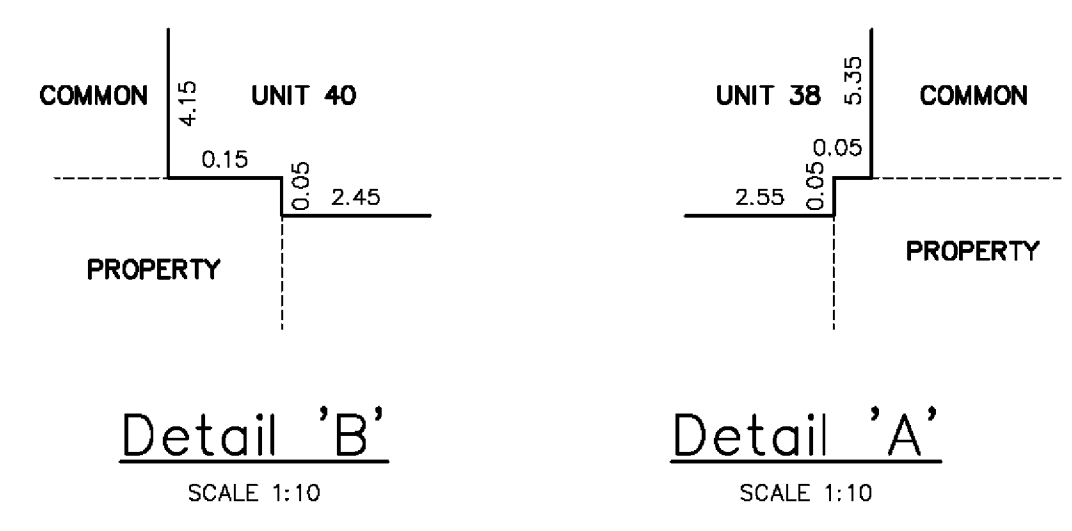 COMMON
4.15
UNIT 40
0.15
0.05
2.45
PROPERTY
Detail 'B'
SCALE 1:10
UNIT 38
5.35
COMMON
0.05
2.55
0.05
PROPERTY
Detail 'A'
SCALE 1:10